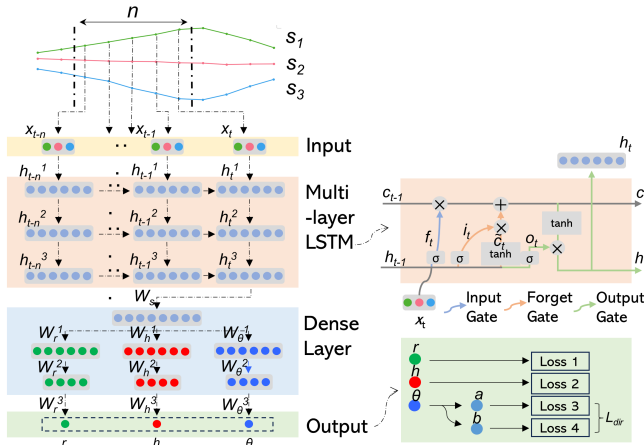 n
s1
s2
s3
xt-n
xt-1
xt
Input
ht-n1
ht-11
ht1
Multi
-layer
LSTM
ht-n2
ht-12
ht2
ht-n3
ht-13
ht3
Ws
Dense
Layer
Wr1
Wh1
Wθ1
Wr2
Wh2
Wθ2
Wr3
Wh3
Wθ3
Output
r
h
θ
ht
ct-1
c
tanh
ft
it
c̃t
tanh
ot
σ
σ
σ
ht-1
h
xt
Input
Gate
Forget
Gate
Output
Gate
r
h
θ
a
b
Loss 1
Loss 2
Loss 3
Loss 4
Ldir